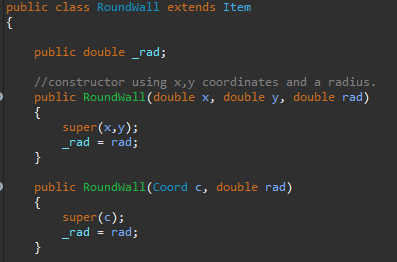 public class RoundWall extends Item
{
public double _rad;
//constructor using x,y coordinates and a radius.
public RoundWall(double x, double y, double rad)
{
super(x,y);
_rad = rad;
}
public RoundWall(Coord c, double rad)
{
super(c);
_rad = rad;
}